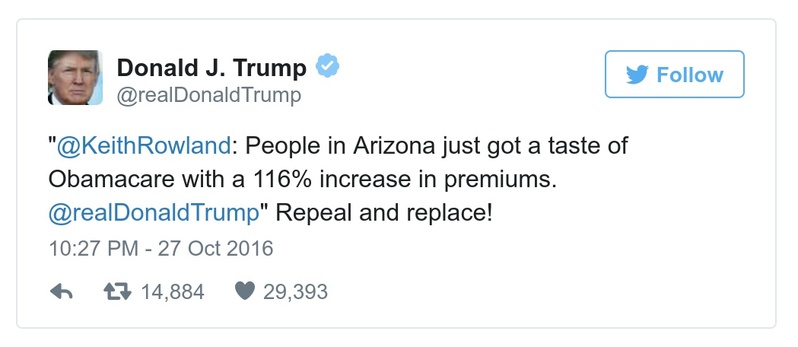 Donald J. Trump
@realDonaldTrump
Follow
"@KeithRowland: People in Arizona just got a taste of
Obamacare with a 116% increase in premiums.
@realDonaldTrump" Repeal and replace!
10:27 PM - 27 Oct 2016
14,884 29,393